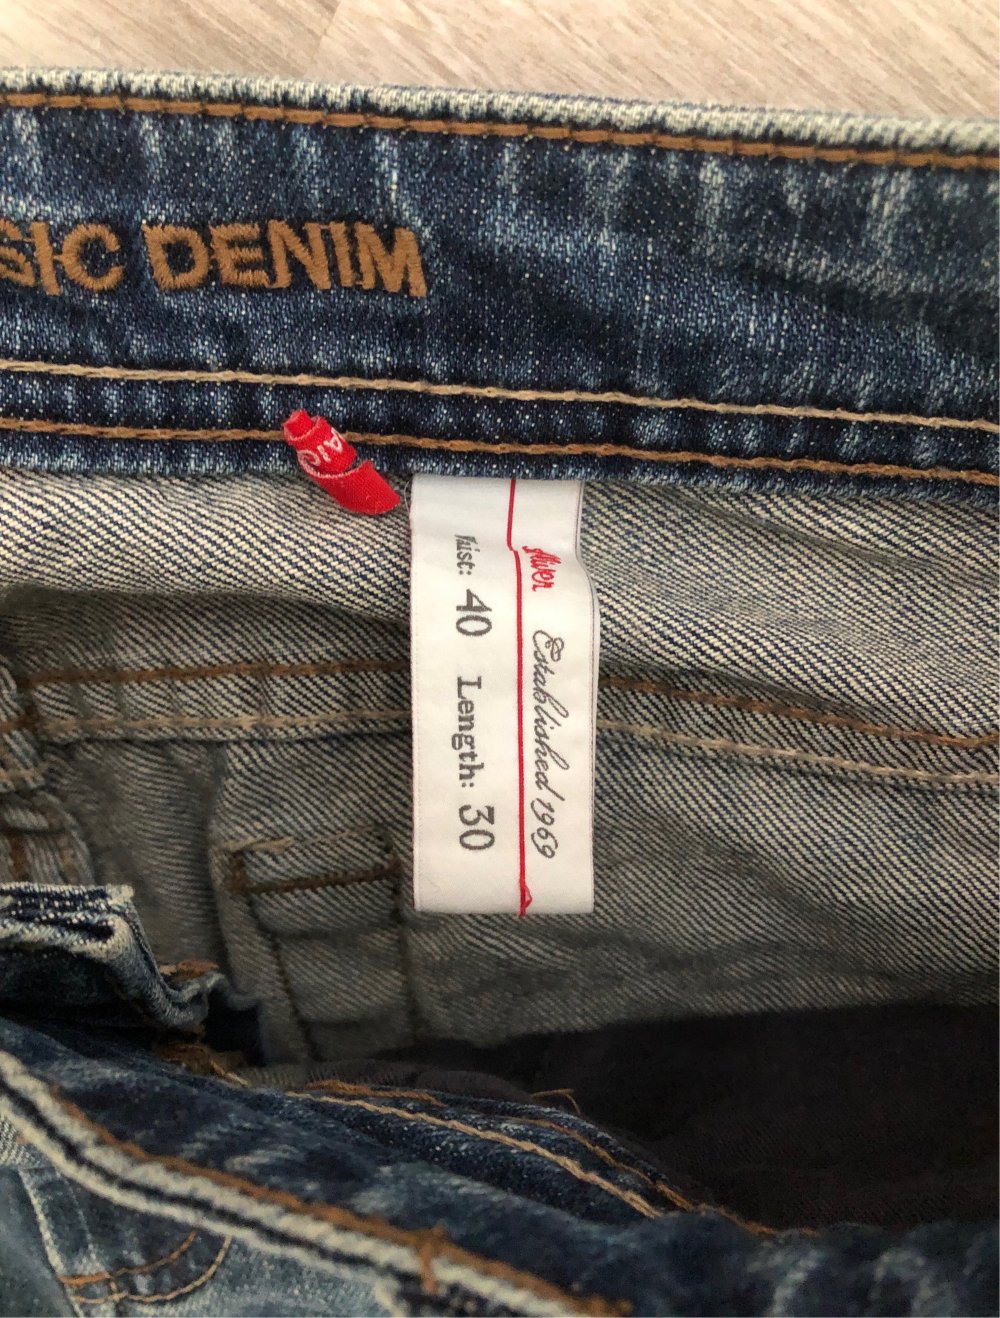 SIC DENIM
Established 1969
Waist: 40 Length: 30